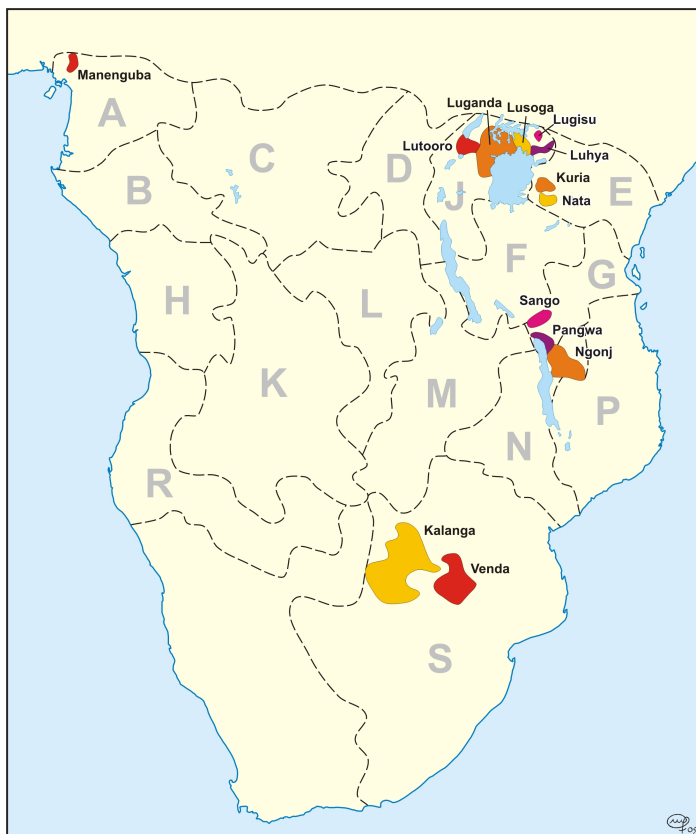 Manenguba
A
Luganda
Lusoga
Lugisu
Lutooro
Luhya
C
D
B
J
Kuria
E
Nata
F
G
H
L
Sango
Pangwa
Ngonj
K
M
P
N
R
Kalanga
Venda
S